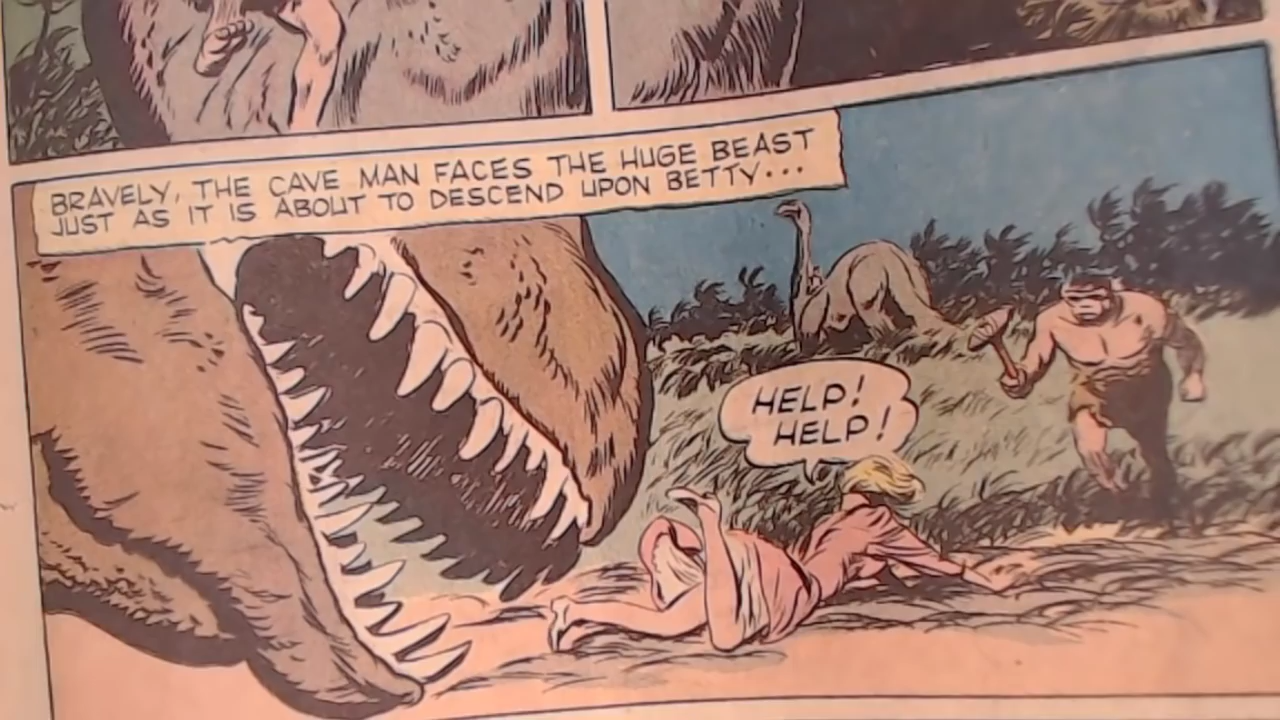 BRAVELY, THE CAVE MAN FACES THE HUGE BEAST
JUST AS IT IS ABOUT TO DESCEND UPON BETTY...
HELP!
HELP!